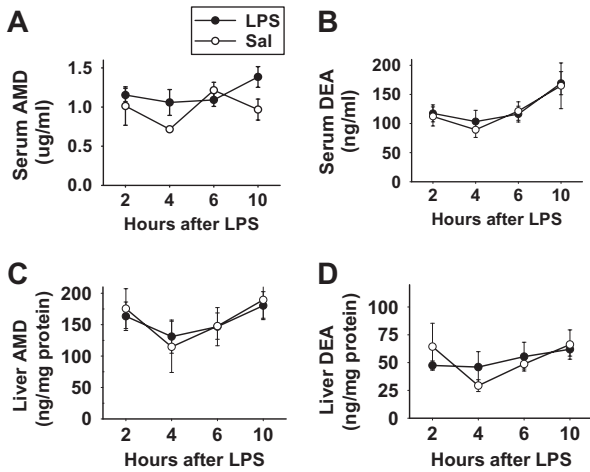 A
LPS
Sal
Serum AMD
(ug/ml)
1.5
1.0
0.5
0.0
2 4 6 10
Hours after LPS
B
Serum DEA
(ng/ml)
200
150
100
50
0
2 4 6 10
Hours after LPS
C
Liver AMD
(ng/mg protein)
200
150
100
50
0
2 4 6 10
Hours after LPS
D
Liver DEA
(ng/mg protein)
100
75
50
25
0
2 4 6 10
Hours after LPS